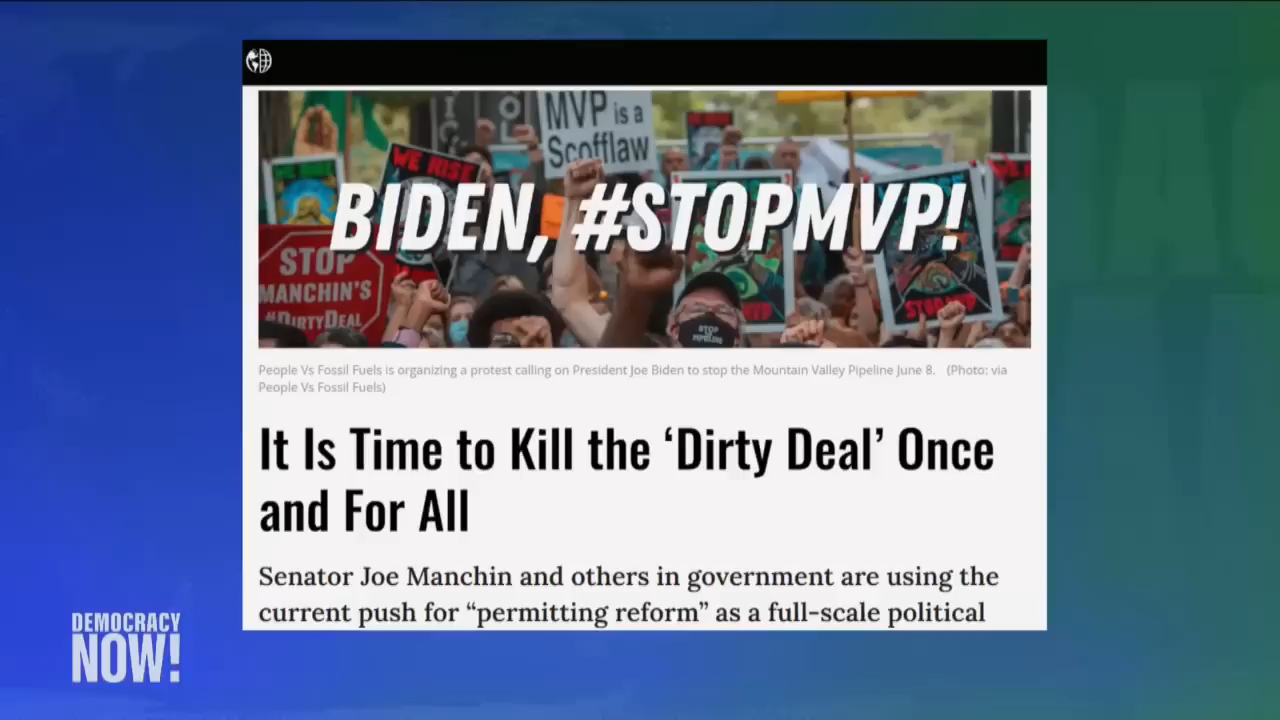 MVP is a
Scofflaw
WE RISE
BIDEN, #STOPMVP!
STOP
MANCHIN'S
#DIRTYDEAL
STOP
PIPELINE
STOP MVP
People Vs Fossil Fuels is organizing a protest calling on President Joe Biden to stop the Mountain Valley Pipeline June 8. (Photo: via
People Vs Fossil Fuels)
It Is Time to Kill the ‘Dirty Deal’ Once
and For All
Senator Joe Manchin and others in government are using the
current push for “permitting reform” as a full-scale political
DEMOCRACY
NOW!